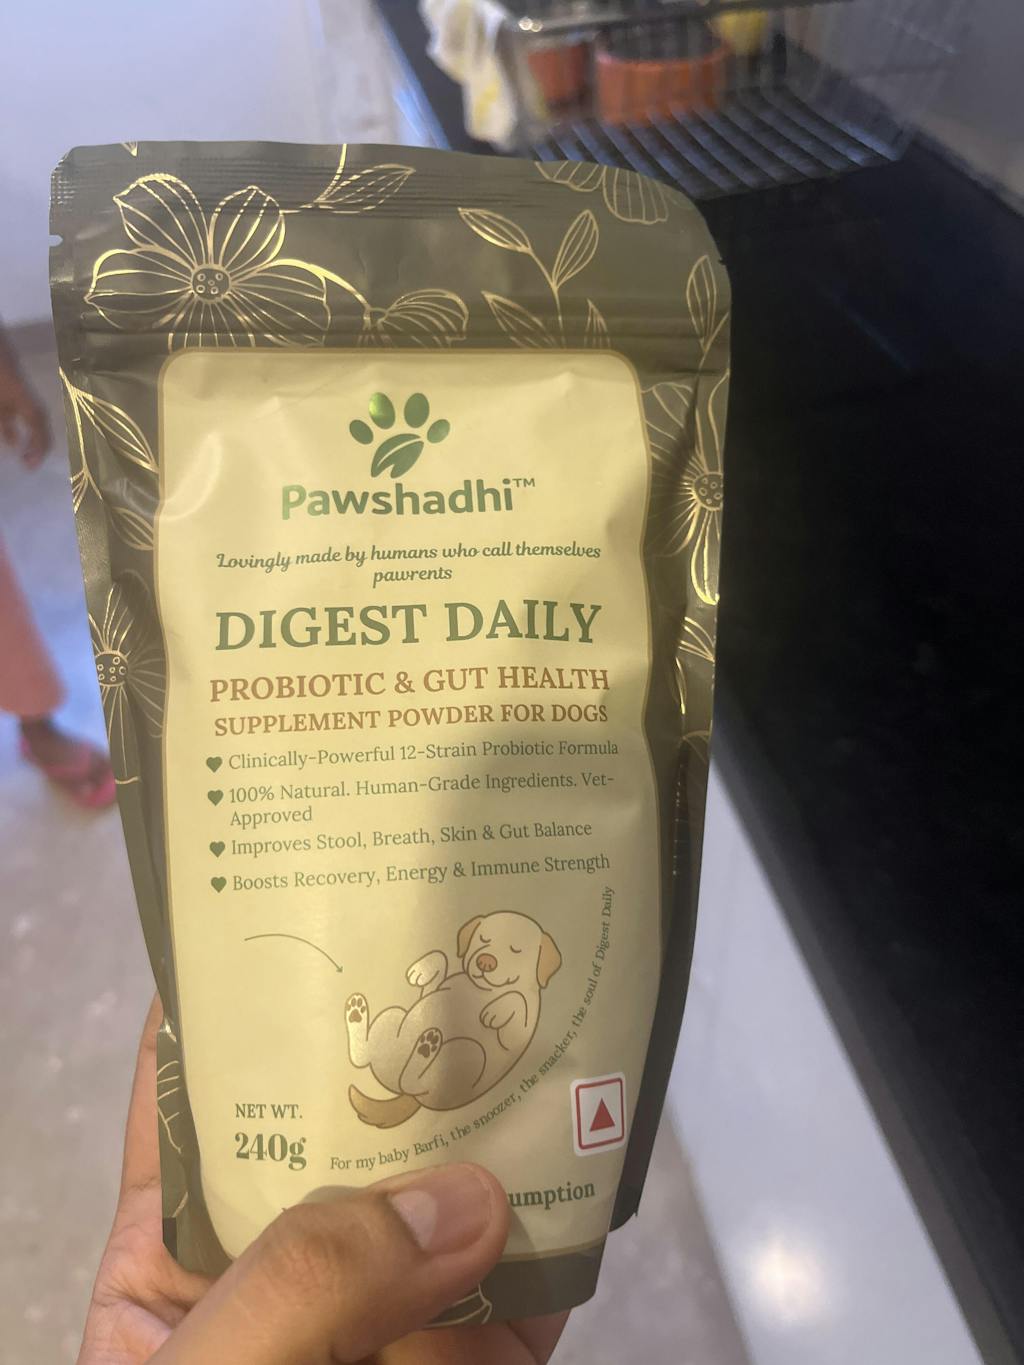 Pawshadhi™
Lovingly made by humans who call themselves
pawrents
DIGEST DAILY
PROBIOTIC & GUT HEALTH
SUPPLEMENT POWDER FOR DOGS
Clinically-Powerful 12-Strain Probiotic Formula
100% Natural. Human-Grade Ingredients. Vet-
Approved
Improves Stool, Breath, Skin & Gut Balance
Boosts Recovery, Energy & Immune Strength
For my baby Barfi, the snoozer, the snacker, the soul of Digest Daily
NET WT.
240g